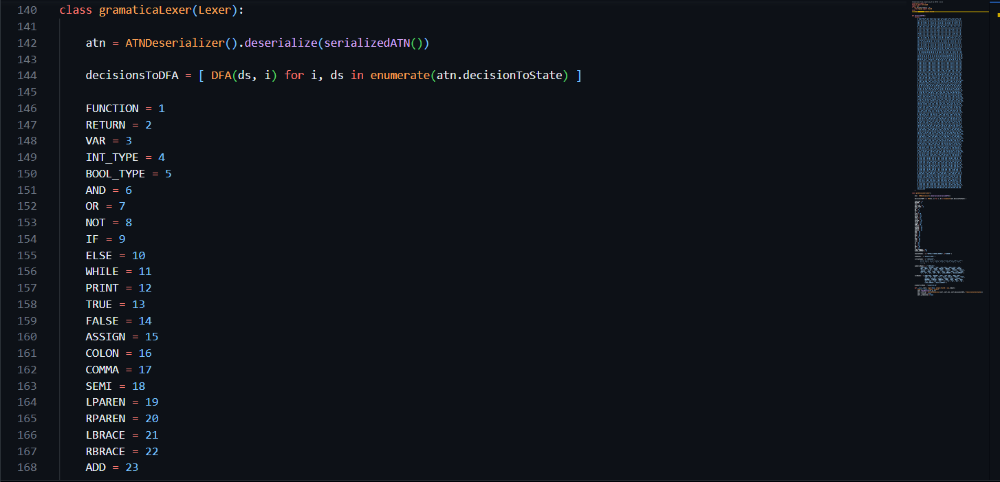 140 class gramaticaLexer(Lexer):
141
142 atn = ATNDeserializer().deserialize(serializedATN())
143
144 decisionsToDFA = [ DFA(ds, i) for i, ds in enumerate(atn.decisionToState) ]
145
146 FUNCTION = 1
147 RETURN = 2
148 VAR = 3
149 INT_TYPE = 4
150 BOOL_TYPE = 5
151 AND = 6
152 OR = 7
153 NOT = 8
154 IF = 9
155 ELSE = 10
156 WHILE = 11
157 PRINT = 12
158 TRUE = 13
159 FALSE = 14
160 ASSIGN = 15
161 COLON = 16
162 COMMA = 17
163 SEMI = 18
164 LPAREN = 19
165 RPAREN = 20
166 LBRACE = 21
167 RBRACE = 22
168 ADD = 23